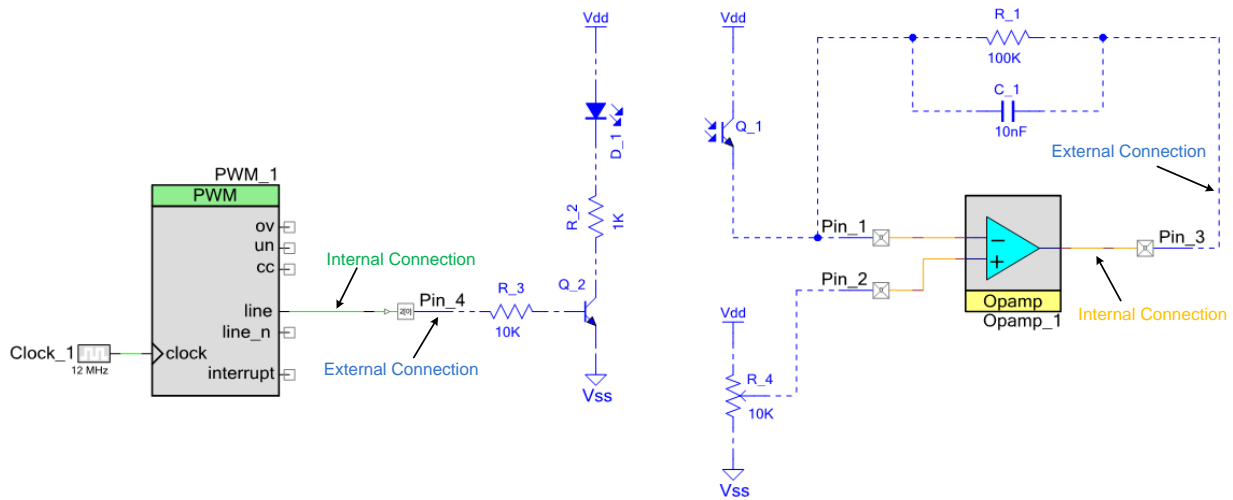 PWM_1
PWM
ov
un
cc
line
line_n
clock
interrupt
Clock_1
12 MHz
Internal Connection
Pin_4
2[0]
External Connection
R_3
10K
Vdd
D_1
R_2
1K
Q_2
Vss
Vdd
Q_1
R_1
100K
C_1
10nF
External Connection
Pin_1
Pin_2
Pin_3
Opamp
Opamp_1
Internal Connection
Vdd
R_4
10K
Vss